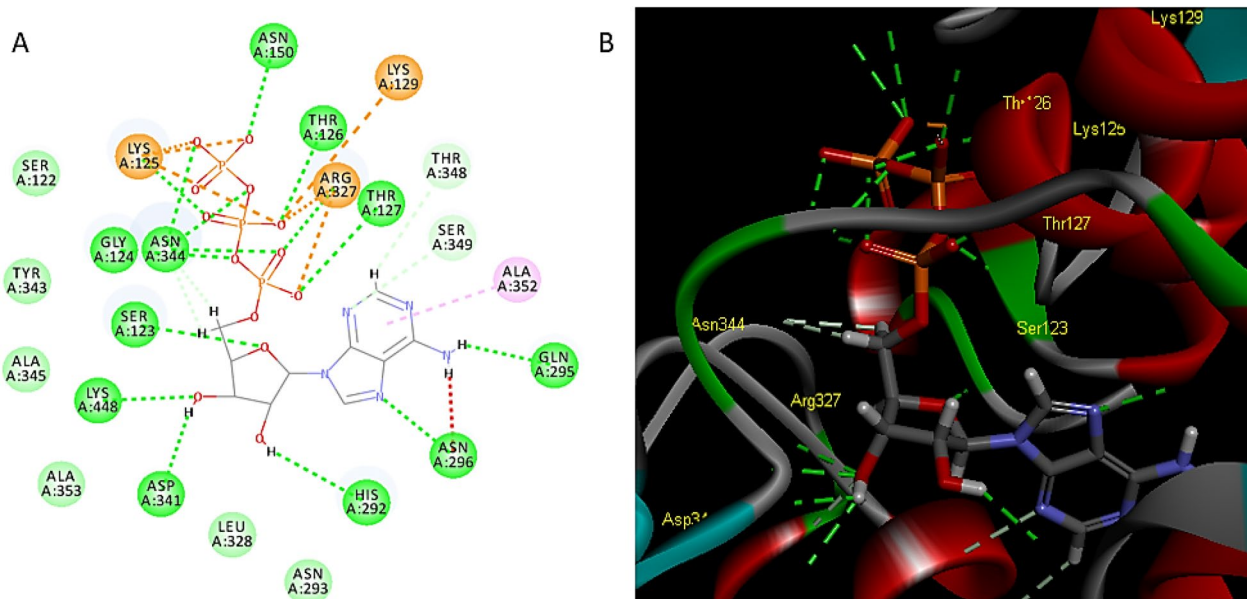 A
ASN
A:150
LYS
A:129
THR
A:126
LYS
A:125
THR
A:348
SER
A:122
ARG
A:327
THR
A:127
SER
A:349
GLY
A:124
ASN
A:344
TYR
A:343
ALA
A:352
SER
A:123
ALA
A:345
GLN
A:295
LYS
A:448
ASN
A:296
ALA
A:353
ASP
A:341
HIS
A:292
LEU
A:328
ASN
A:293
P
P
P
O
O
O
O
O
O
O
O
O
O
O
O
O
H
H
H
H
H
H
H
N
N
N
N
N
B
Lys129
Lys125
Thr127
Ser123
Asn344
Arg327